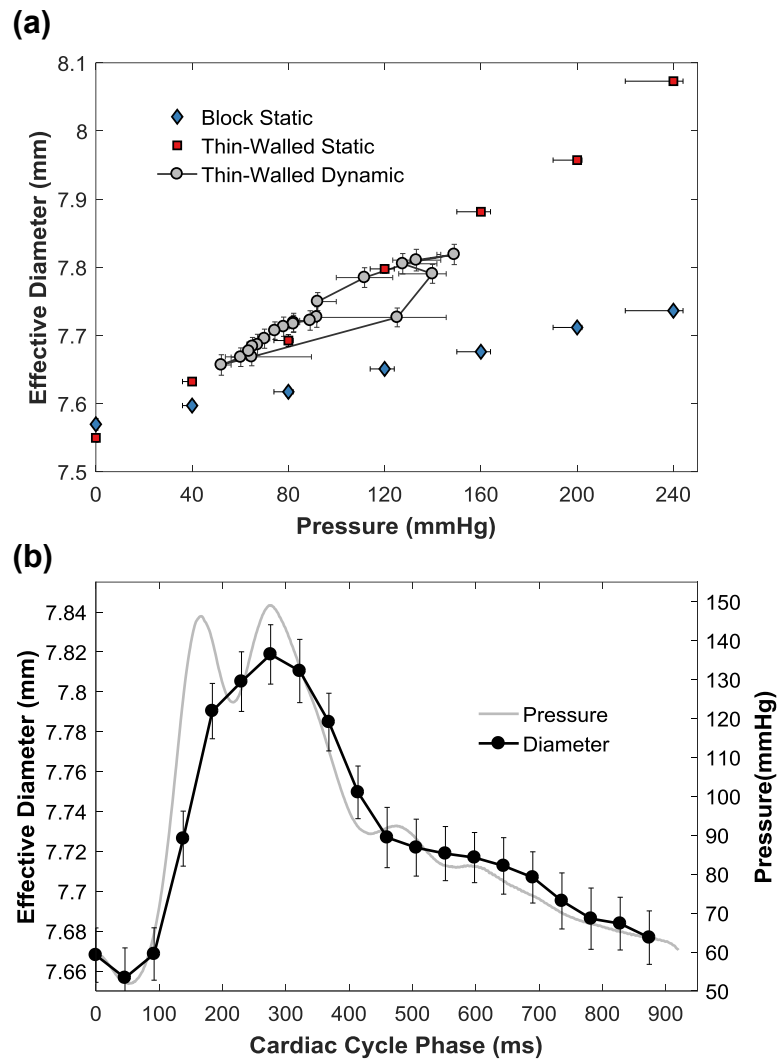 (a)
8.1
8
7.9
7.8
7.7
7.6
7.5
Effective Diameter (mm)
Block Static
Thin-Walled Static
Thin-Walled Dynamic
0 40 80 120 160 200 240
Pressure (mmHg)
(b)
7.84
7.82
7.8
7.78
7.76
7.74
7.72
7.7
7.68
7.66
Effective Diameter (mm)
Pressure
Diameter
150
140
130
120
110
100
90
80
70
60
50
Pressure(mmHg)
0 100 200 300 400 500 600 700 800 900
Cardiac Cycle Phase (ms)